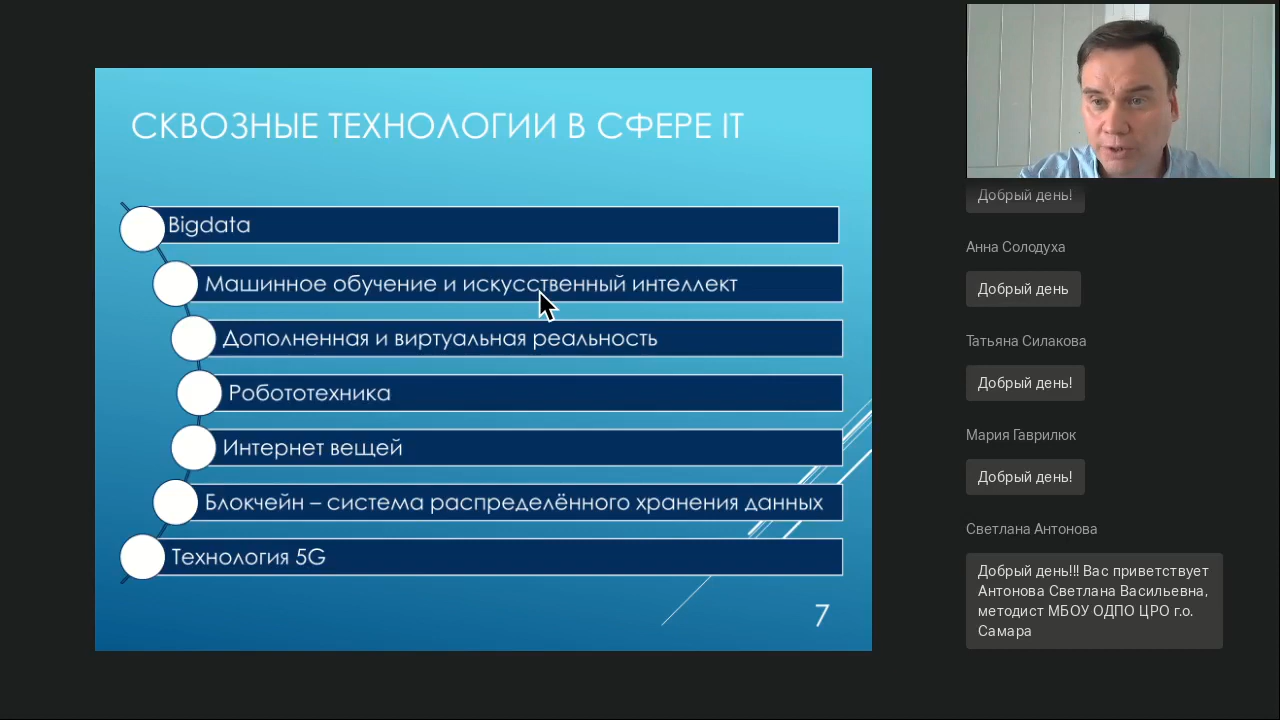 СКВОЗНЫЕ ТЕХНОЛОГИИ В СФЕРЕ IT
Bigdata
Машинное обучение и искусственный интеллект
Дополненная и виртуальная реальность
Робототехника
Интернет вещей
Блокчейн – система распределённого хранения данных
Технология 5G
7
Добрый день!
Анна Солодуха
Добрый день
Татьяна Силакова
Добрый день!
Мария Гаврилюк
Добрый день!
Светлана Антонова
Добрый день!!! Вас приветствует
Антонова Светлана Васильевна,
методист МБОУ ОДПО ЦРО г.о.
Самара